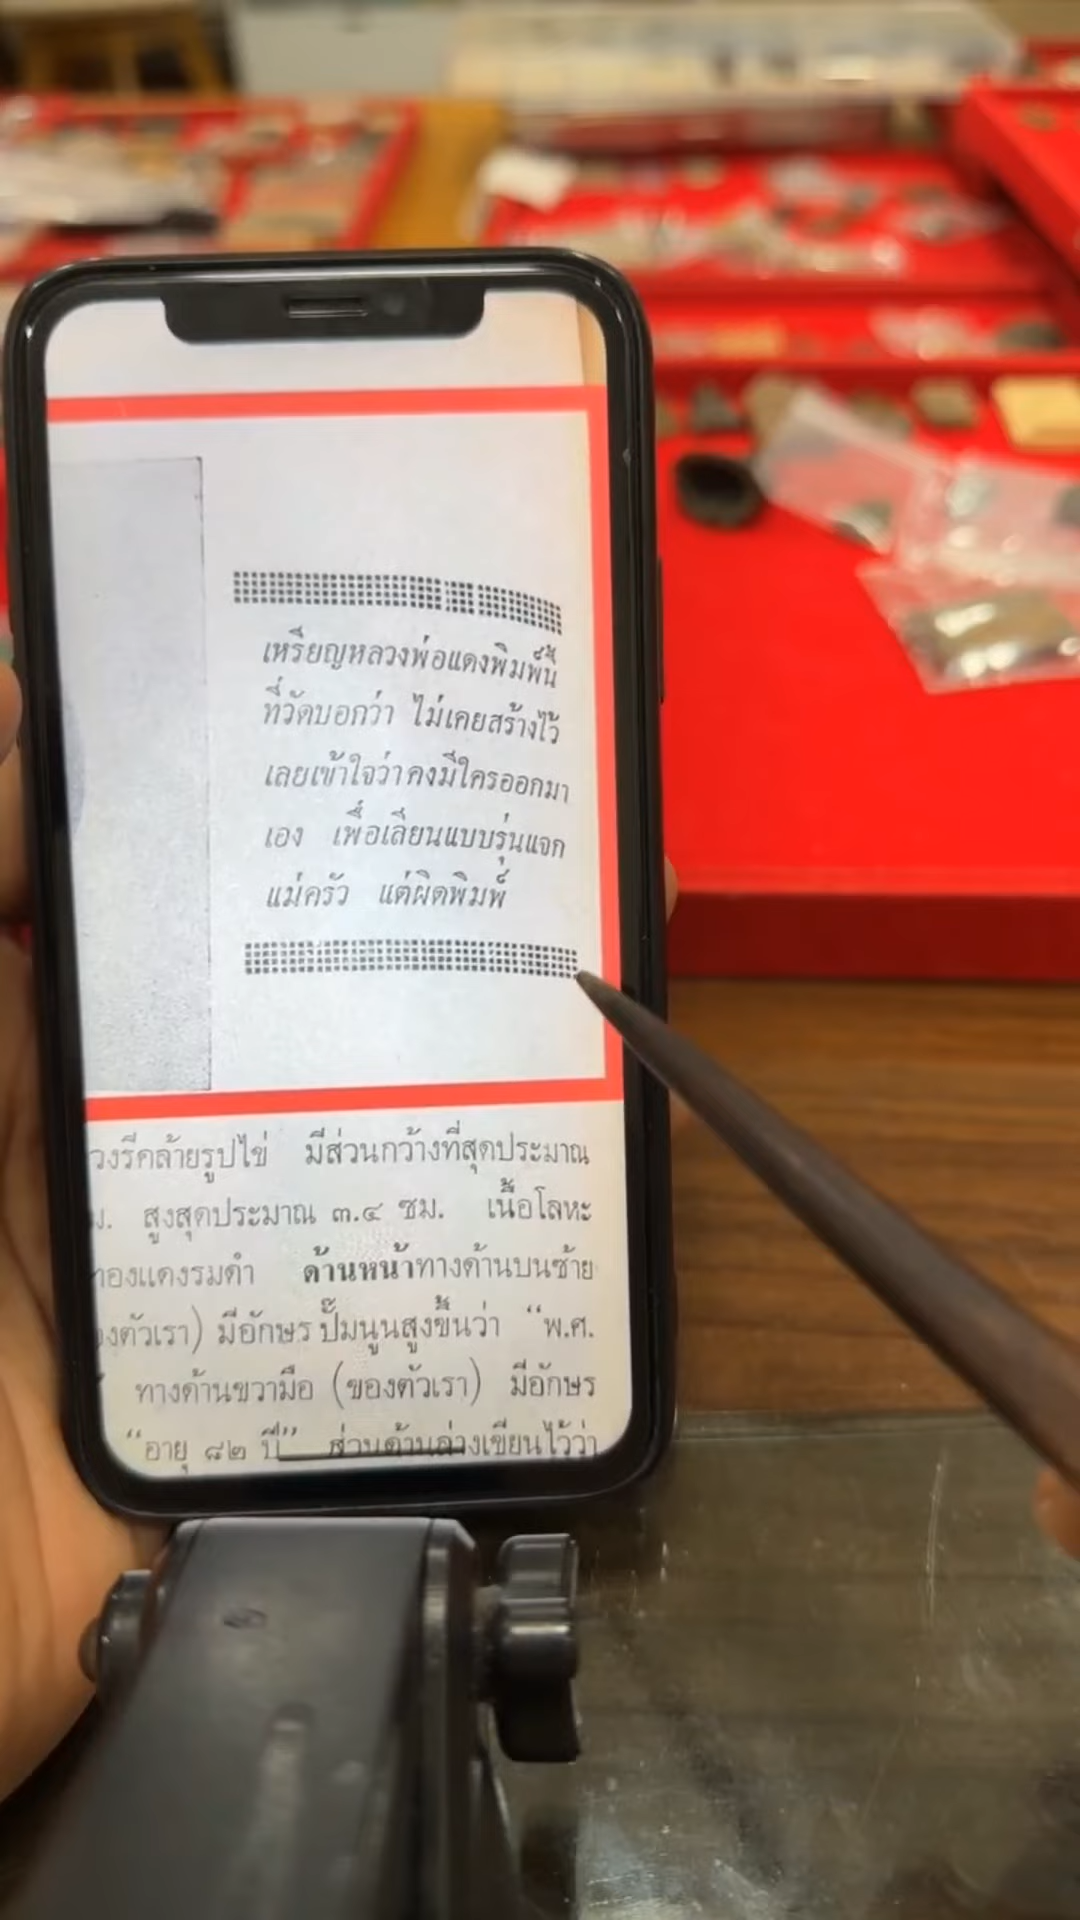 เหรียญหลวงพ่อแดงพิมพ์นี้
ที่วัดบอกว่า ไม่เคยสร้างไว้
เลยเข้าใจว่าคงมีใครออกมา
เอง เพื่อเลียนแบบรุ่นแจก
แม่ครัว แต่ผิดพิมพ์
วงรีคล้ายรูปไข่ มีส่วนกว้างที่สุดประมาณ
ม. สูงสุดประมาณ ๓.๔ ซม. เนื้อโลหะ
ทองแดงรมดำ ด้านหน้าทางด้านบนซ้าย
องตัวเรา) มีอักษรปั๊มนูนสูงขึ้นว่า “พ.ศ.
ทางด้านขวามือ (ของตัวเรา) มีอักษร
“อายุ ๘๒ ปี” ส่วนด้านล่างเขียนไว้ว่า